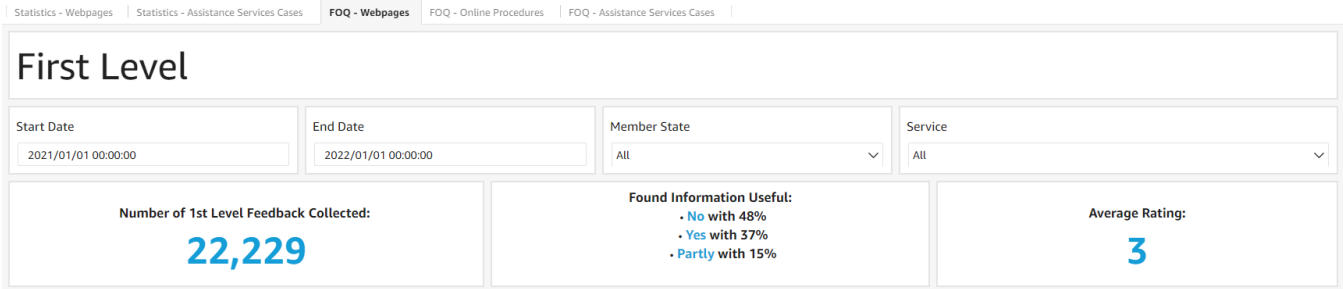 Statistics - Webpages
Statistics - Assistance Services Cases
FOQ - Webpages
FOQ - Online Procedures
FOQ - Assistance Services Cases
First Level
Start Date
2021/01/01 00:00:00
End Date
2022/01/01 00:00:00
Member State
All
Service
All
Number of 1st Level Feedback Collected:
22,229
Found Information Useful:
• No with 48%
• Yes with 37%
• Partly with 15%
Average Rating:
3